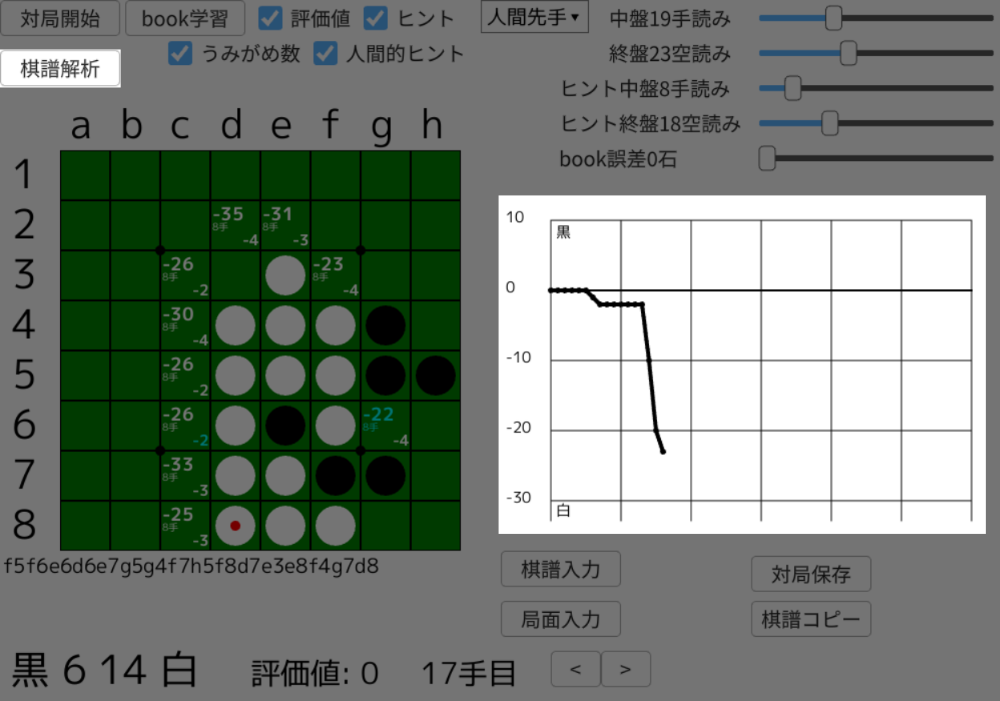 対局開始 book学習 評価値 ヒント 人間先手▼ 中盤19手読み
うみがめ数 人間的ヒント 終盤23空読み
棋譜解析
ヒント中盤8手読み
ヒント終盤18空読み
book誤差0石
a b c d e f g h
1
2 -35 8手 -4 -31 8手 -3
3 -26 8手 -2 -23 8手 -4
4 -30 8手 -4
5 -26 8手 -2
6 -26 8手 -2 -22 8手 -4
7 -33 8手 -3
8 -25 8手 -3
10
黒
0
-10
-20
-30
白
f5f6e6d6e7g5g4f7h5f8d7e3e8f4g7d8
棋譜入力 対局保存
局面入力 棋譜コピー
黒 6 14 白 評価値: 0 17手目 < >